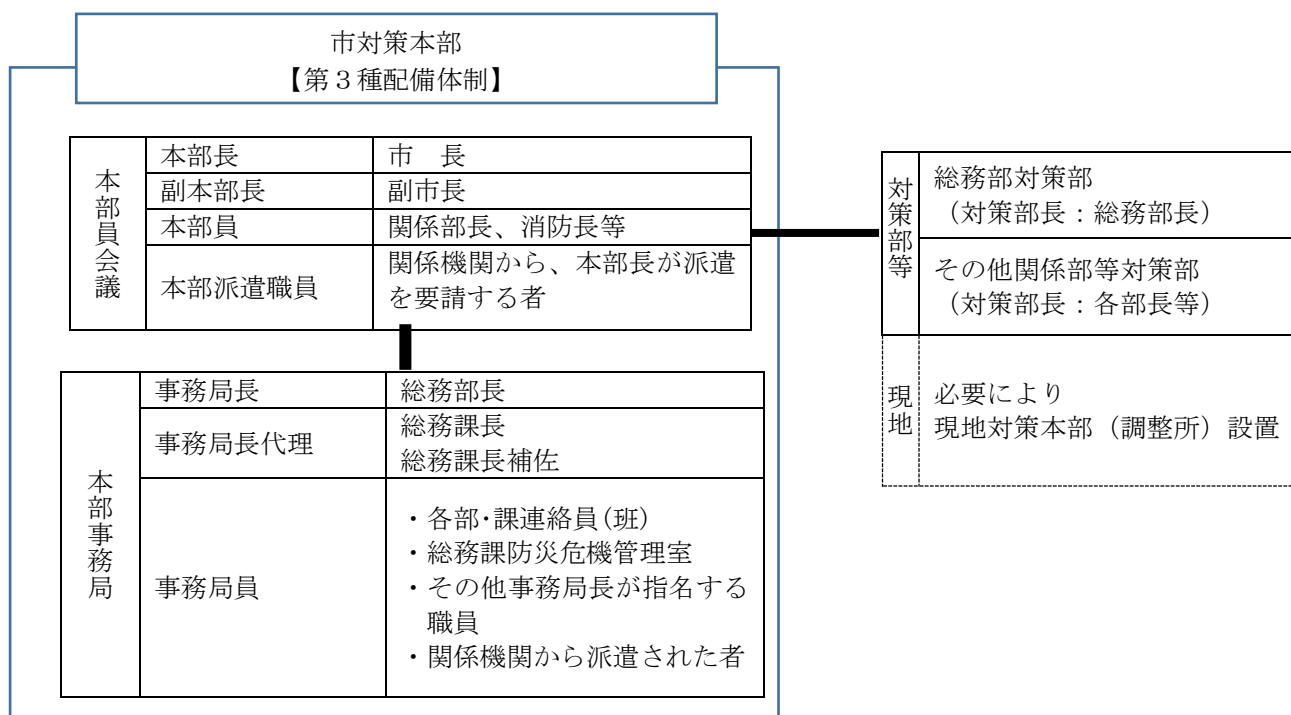 市対策本部
【第3種配備体制】
本部員会議
本部長
市　長
副本部長
副市長
本部員
関係部長、消防長等
本部派遣職員
関係機関から、本部長が派遣
を要請する者
本部事務局
事務局長
総務部長
事務局長代理
総務課長
総務課長補佐
事務局員
・各部・課連絡員(班)
・総務課防災危機管理室
・その他事務局長が指名する
職員
・関係機関から派遣された者
対策部等
総務部対策部
（対策部長：総務部長）
その他関係部等対策部
（対策部長：各部長等）
現地
必要により
現地対策本部（調整所）設置